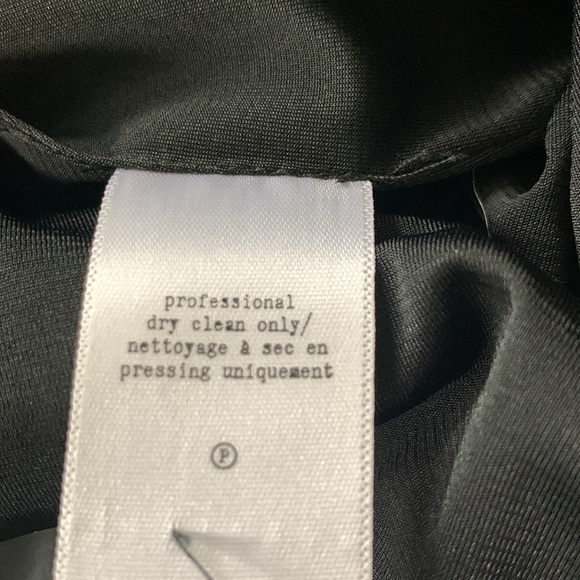 professional
dry clean only/
nettoyage à sec en
pressing uniquement
Ⓟ